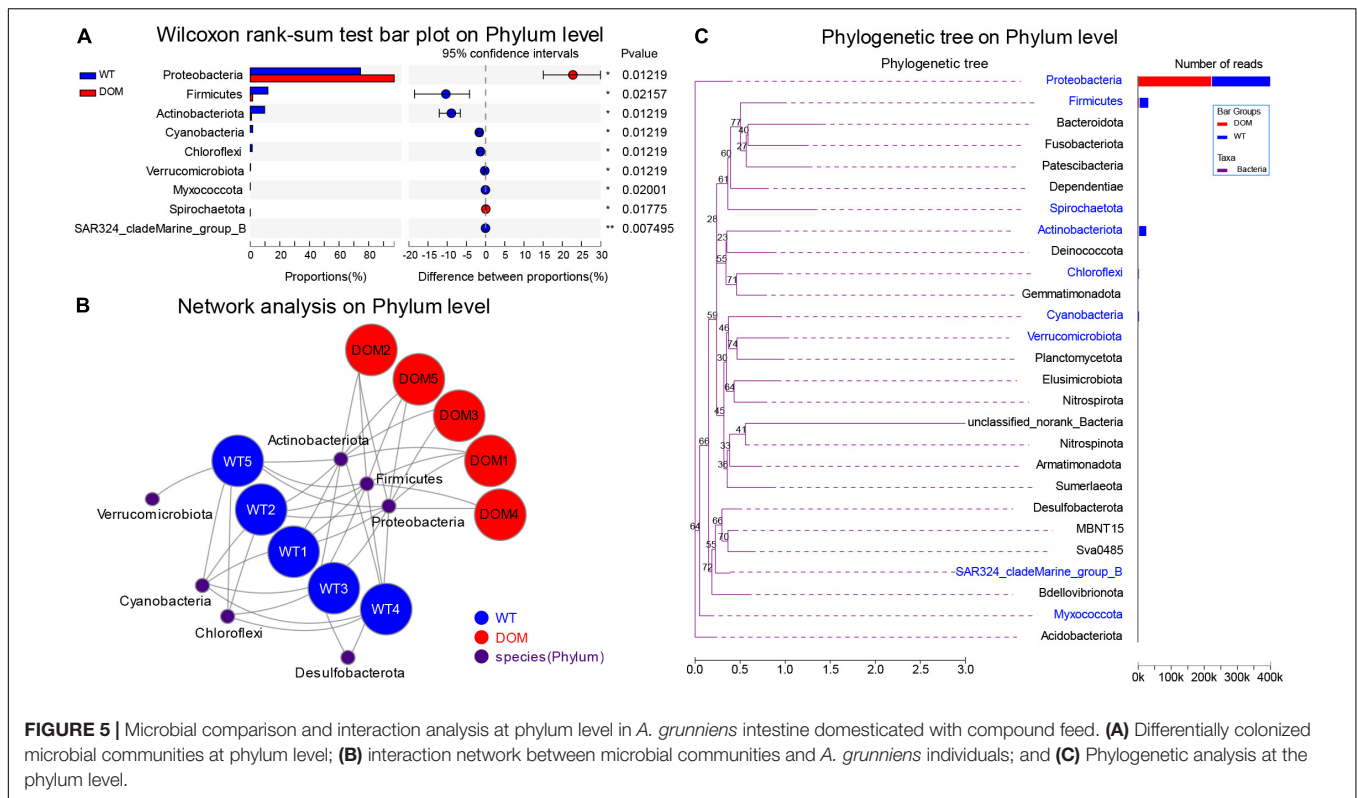 A
Wilcoxon rank-sum test bar plot on Phylum level
95% confidence intervals
Pvalue
WT
DOM
Proteobacteria
* 0.01219
Firmicutes
* 0.02157
Actinobacteriota
* 0.01219
Cyanobacteria
* 0.01219
Chloroflexi
* 0.01219
Verrucomicrobiota
* 0.01219
Myxococcota
* 0.02001
Spirochaetota
* 0.01775
SAR324_cladeMarine_group_B
** 0.007495
0 20 40 60 80
-20 -15 -10 -5 0 5 10 15 20 25 30
Proportions(%)
Difference between proportions(%)
B
Network analysis on Phylum level
DOM2
DOM5
DOM3
Actinobacteriota
WT5
DOM1
Firmicutes
Verrucomicrobiota
WT2
Proteobacteria
DOM4
WT1
Cyanobacteria
WT3
WT4
Chloroflexi
WT
DOM
species(Phylum)
Desulfobacterota
C
Phylogenetic tree on Phylum level
Phylogenetic tree
Number of reads
Proteobacteria
Firmicutes
Bacteroidota
Fusobacteriota
Patescibacteria
Dependentiae
Spirochaetota
Actinobacteriota
Deinococcota
Chloroflexi
Gemmatimonadota
Cyanobacteria
Verrucomicrobiota
Planctomycetota
Elusimicrobiota
Nitrospirota
unclassified_norank_Bacteria
Nitrospinota
Armatimonadota
Sumerlaeota
Desulfobacterota
MBNT15
Sva0485
SAR324_cladeMarine_group_B
Bdellovibrionota
Myxococcota
Acidobacteriota
77
40
27
60
61
28
23
55
71
59
46
74
30
64
45
41
33
36
66
66
70
64
55
72
Bar Groups
DOM
WT
Taxa
Bacteria
0.0 0.5 1.0 1.5 2.0 2.5 3.0
0k 100k 200k 300k 400k
FIGURE 5 | Microbial comparison and interaction analysis at phylum level in A. grunniens intestine domesticated with compound feed. (A) Differentially colonized
microbial communities at phylum level; (B) interaction network between microbial communities and A. grunniens individuals; and (C) Phylogenetic analysis at the
phylum level.